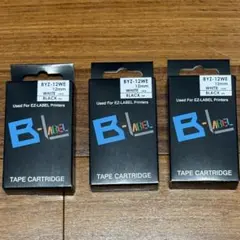 BYZ-12WE
12mm
WHITE
BLACK
Used For EZ-LABEL Printers
B-LABEL
TAPE CARTRIDGE
BYZ-12WE
12mm
WHITE
BLACK
Used For EZ-LABEL Printers
B-LABEL
TAPE CARTRIDGE
BYZ-12WE
12mm
WHITE
BLACK
Used For EZ-LABEL Printers
B-LABEL
TAPE CARTRIDGE